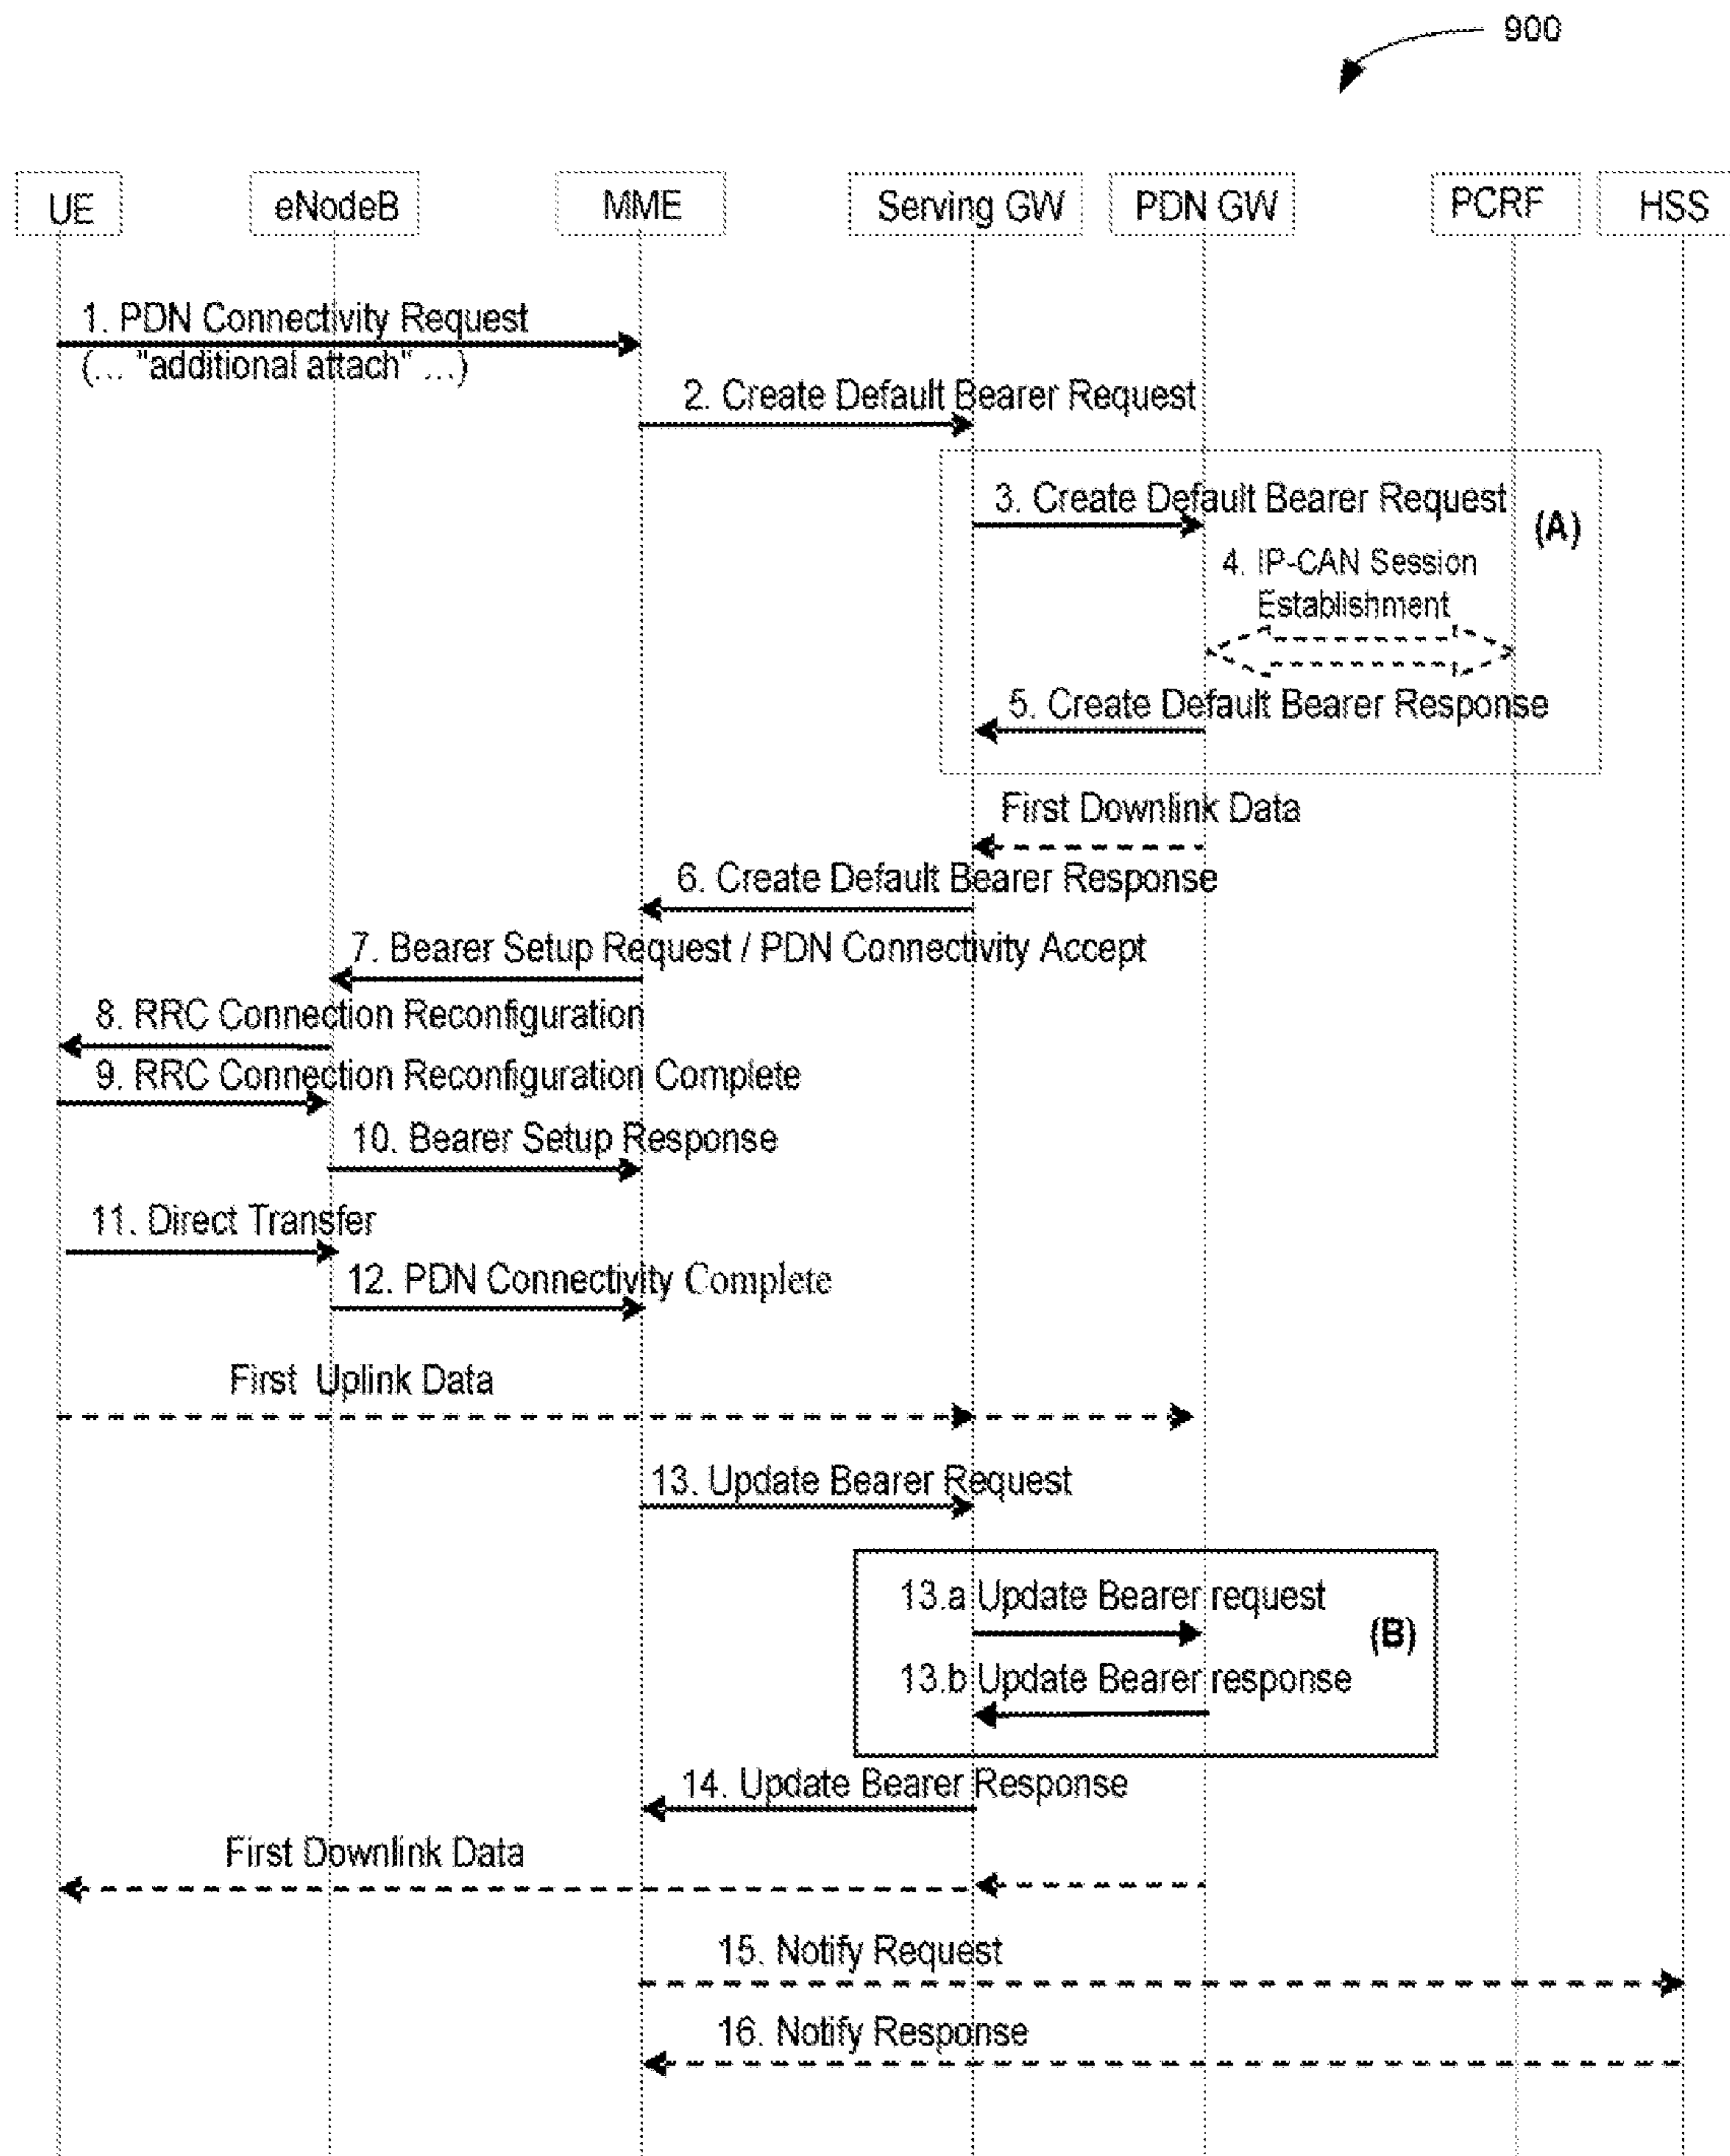 900
UE eNodeB MME Serving GW PDN GW PCRF HSS
1. PDN Connectivity Request
(... "additional attach" ...)
2. Create Default Bearer Request
3. Create Default Bearer Request
(A)
4. IP-CAN Session
Establishment
5. Create Default Bearer Response
First Downlink Data
6. Create Default Bearer Response
7. Bearer Setup Request / PDN Connectivity Accept
8. RRC Connection Reconfiguration
9. RRC Connection Reconfiguration Complete
10. Bearer Setup Response
11. Direct Transfer
12. PDN Connectivity Complete
First Uplink Data
13. Update Bearer Request
13.a Update Bearer request
(B)
13.b Update Bearer response
14. Update Bearer Response
First Downlink Data
15. Notify Request
16. Notify Response